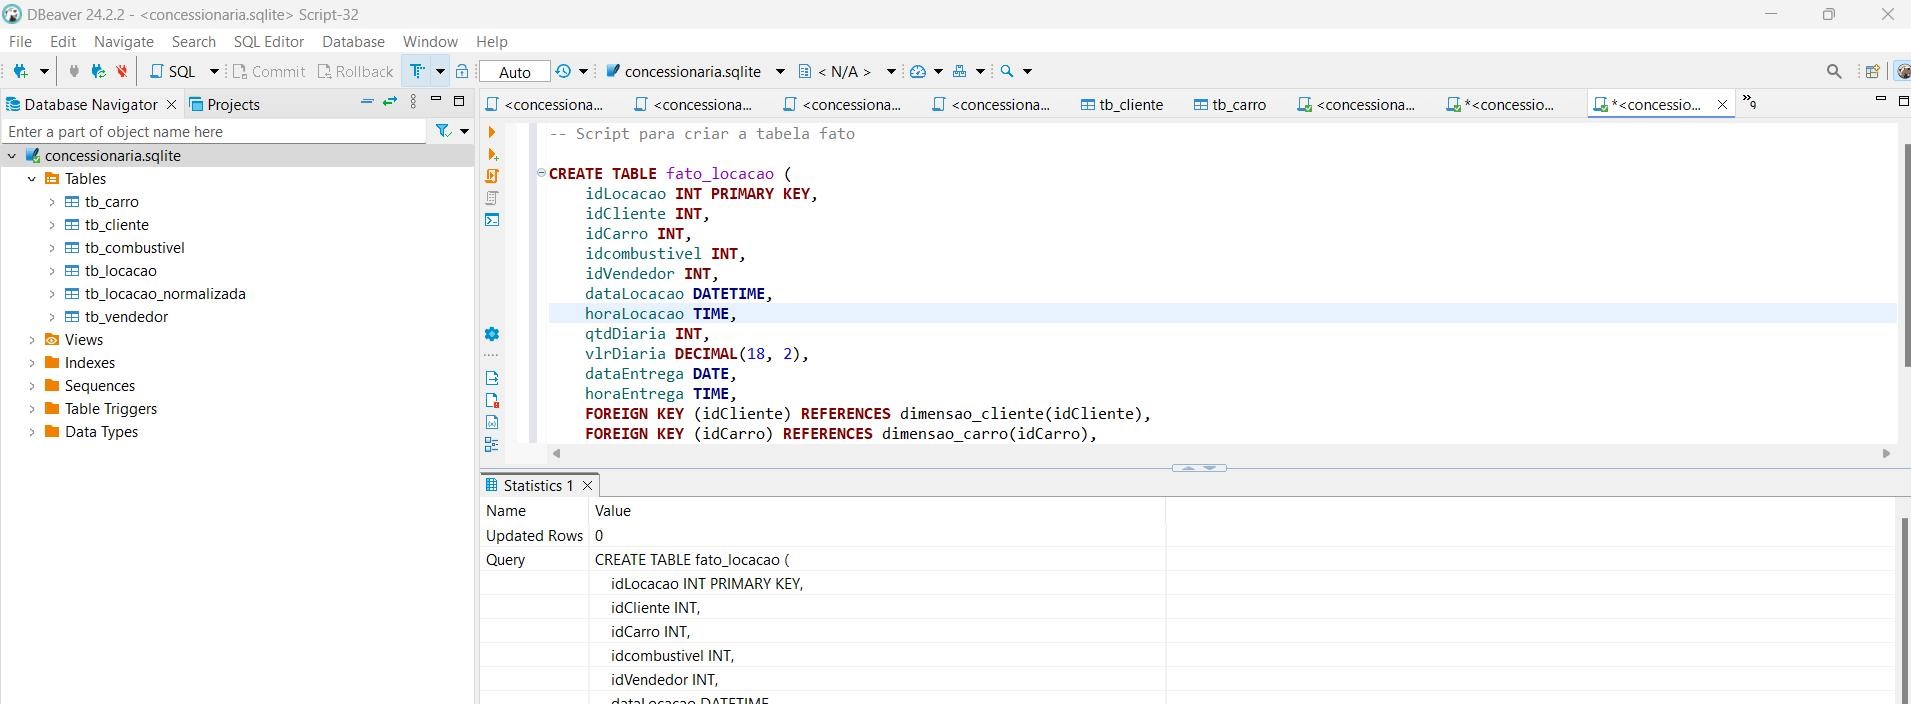 DBeaver 24.2.2 - <concessionaria.sqlite> Script-32
File Edit Navigate Search SQL Editor Database Window Help
SQL Commit Rollback Auto concessionaria.sqlite < N/A >
Database Navigator Projects
<concessiona... <concessiona... <concessiona... <concessiona... tb_cliente tb_carro <concessiona... *<concessio... *<concessio... »9
Enter a part of object name here
concessionaria.sqlite
Tables
tb_carro
tb_cliente
tb_combustivel
tb_locacao
tb_locacao_normalizada
tb_vendedor
Views
Indexes
Sequences
Table Triggers
Data Types
-- Script para criar a tabela fato
CREATE TABLE fato_locacao (
idLocacao INT PRIMARY KEY,
idCliente INT,
idCarro INT,
idcombustivel INT,
idVendedor INT,
dataLocacao DATETIME,
horaLocacao TIME,
qtdDiaria INT,
vlrDiaria DECIMAL(18, 2),
dataEntrega DATE,
horaEntrega TIME,
FOREIGN KEY (idCliente) REFERENCES dimensao_cliente(idCliente),
FOREIGN KEY (idCarro) REFERENCES dimensao_carro(idCarro),
Statistics 1
Name Value
Updated Rows 0
Query CREATE TABLE fato_locacao (
idLocacao INT PRIMARY KEY,
idCliente INT,
idCarro INT,
idcombustivel INT,
idVendedor INT,
dataLocacao DATETIME